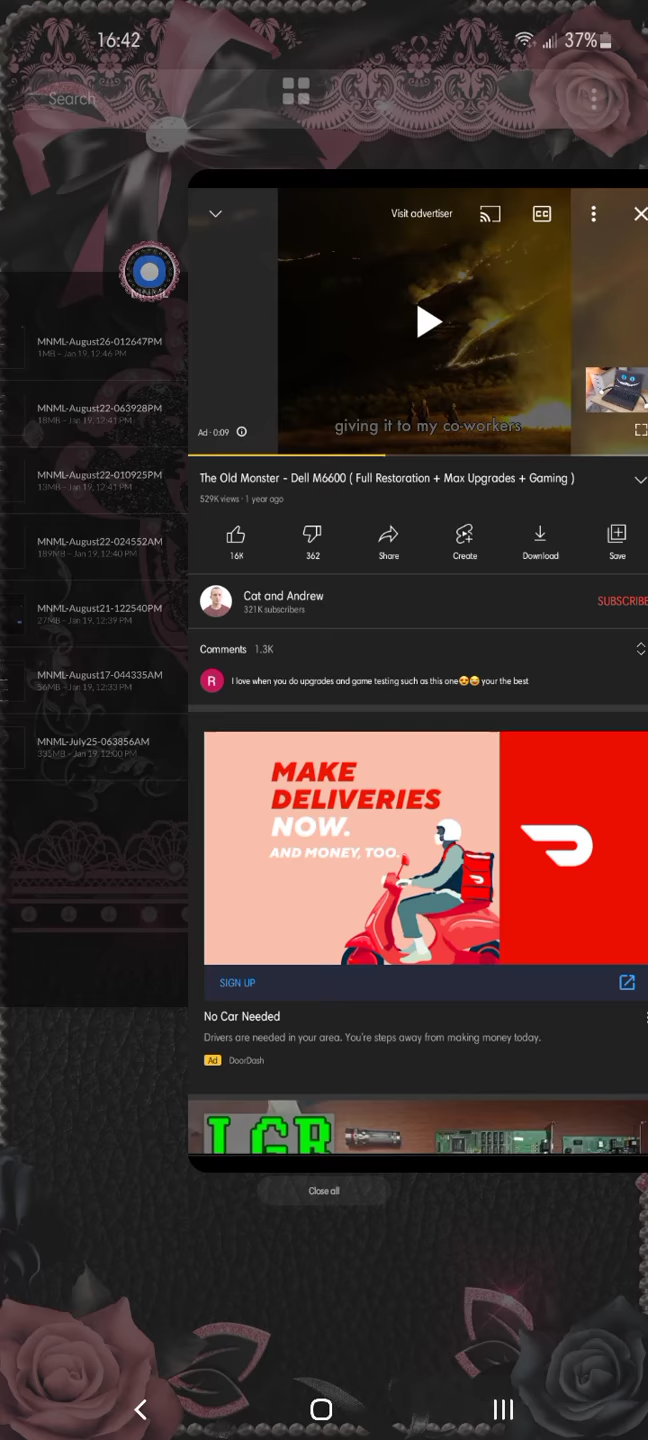 16:42
37%
Search
MNML
MNML-August26-012647PM
1MB – Jan 19, 12:46 PM
MNML-August22-063928PM
18MB – Jan 19, 12:41 PM
MNML-August22-010925PM
13MB – Jan 19, 12:41 PM
MNML-August22-024552AM
189MB – Jan 19, 12:40 PM
MNML-August21-122540PM
27MB – Jan 19, 12:39 PM
MNML-August17-044335AM
56MB – Jan 19, 12:33 PM
MNML-July25-063856AM
335MB – Jan 19, 12:00 PM
Visit advertiser
CC
giving it to my co-workers
Ad · 0:09
The Old Monster - Dell M6600 ( Full Restoration + Max Upgrades + Gaming )
529K views · 1 year ago
16K
362
Share
Create
Download
Save
Cat and Andrew
321K subscribers
SUBSCRIBE
Comments 1.3K
R
I love when you do upgrades and game testing such as this one😍😄 your the best
MAKE
DELIVERIES
NOW.
AND MONEY, TOO.
SIGN UP
No Car Needed
Drivers are needed in your area. You're steps away from making money today.
Ad DoorDash
LGR
Close all